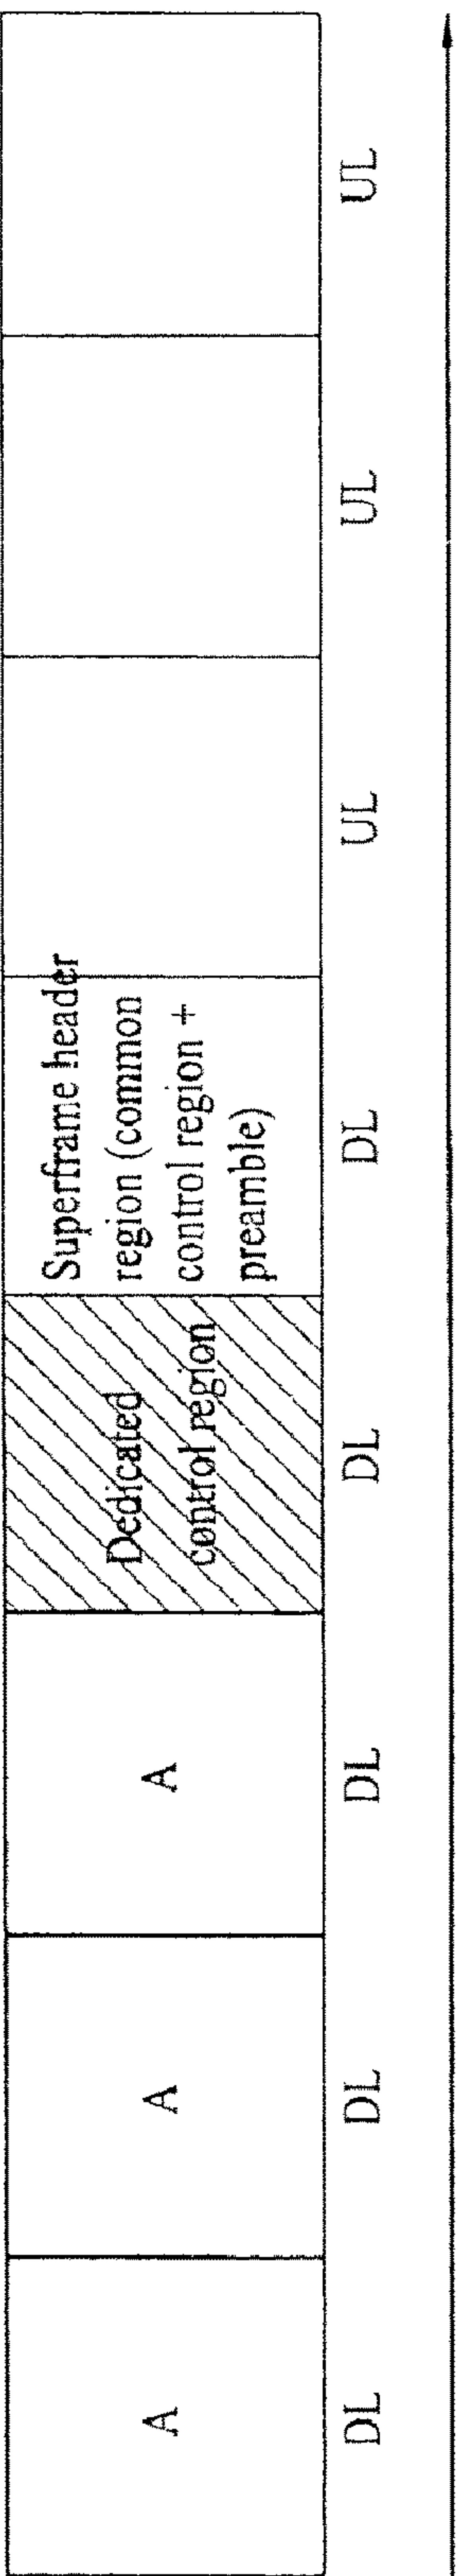 A
A
A
Dedicated
control region
Superframe header
region (common
control region +
preamble)
DL
DL
DL
DL
DL
UL
UL
UL